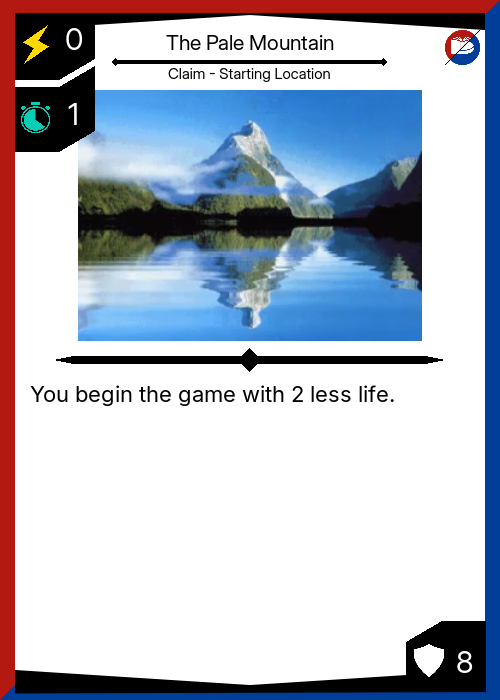 0
The Pale Mountain
Claim - Starting Location
1
You begin the game with 2 less life.
8